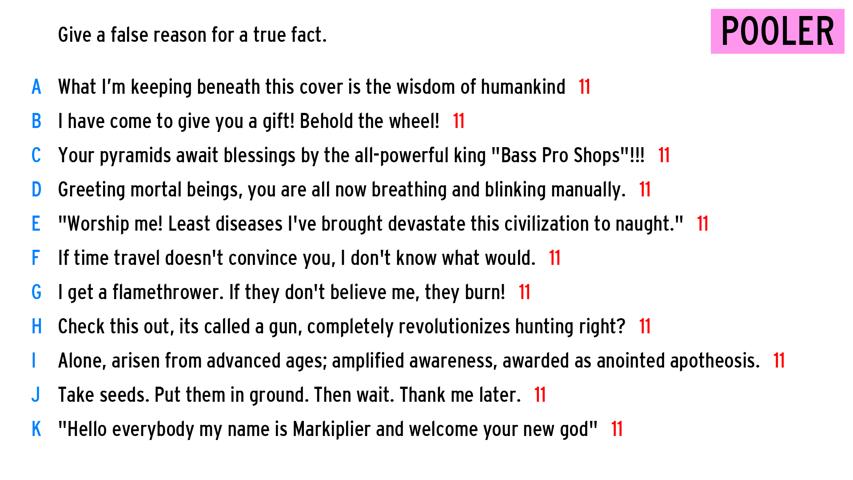 Give a false reason for a true fact.
POOLER
A What I'm keeping beneath this cover is the wisdom of humankind 11
B I have come to give you a gift! Behold the wheel! 11
C Your pyramids await blessings by the all-powerful king "Bass Pro Shops"!!! 11
D Greeting mortal beings, you are all now breathing and blinking manually. 11
E "Worship me! Least diseases I've brought devastate this civilization to naught." 11
F If time travel doesn't convince you, I don't know what would. 11
G I get a flamethrower. If they don't believe me, they burn! 11
H Check this out, its called a gun, completely revolutionizes hunting right? 11
I Alone, arisen from advanced ages; amplified awareness, awarded as anointed apotheosis. 11
J Take seeds. Put them in ground. Then wait. Thank me later. 11
K "Hello everybody my name is Markiplier and welcome your new god" 11